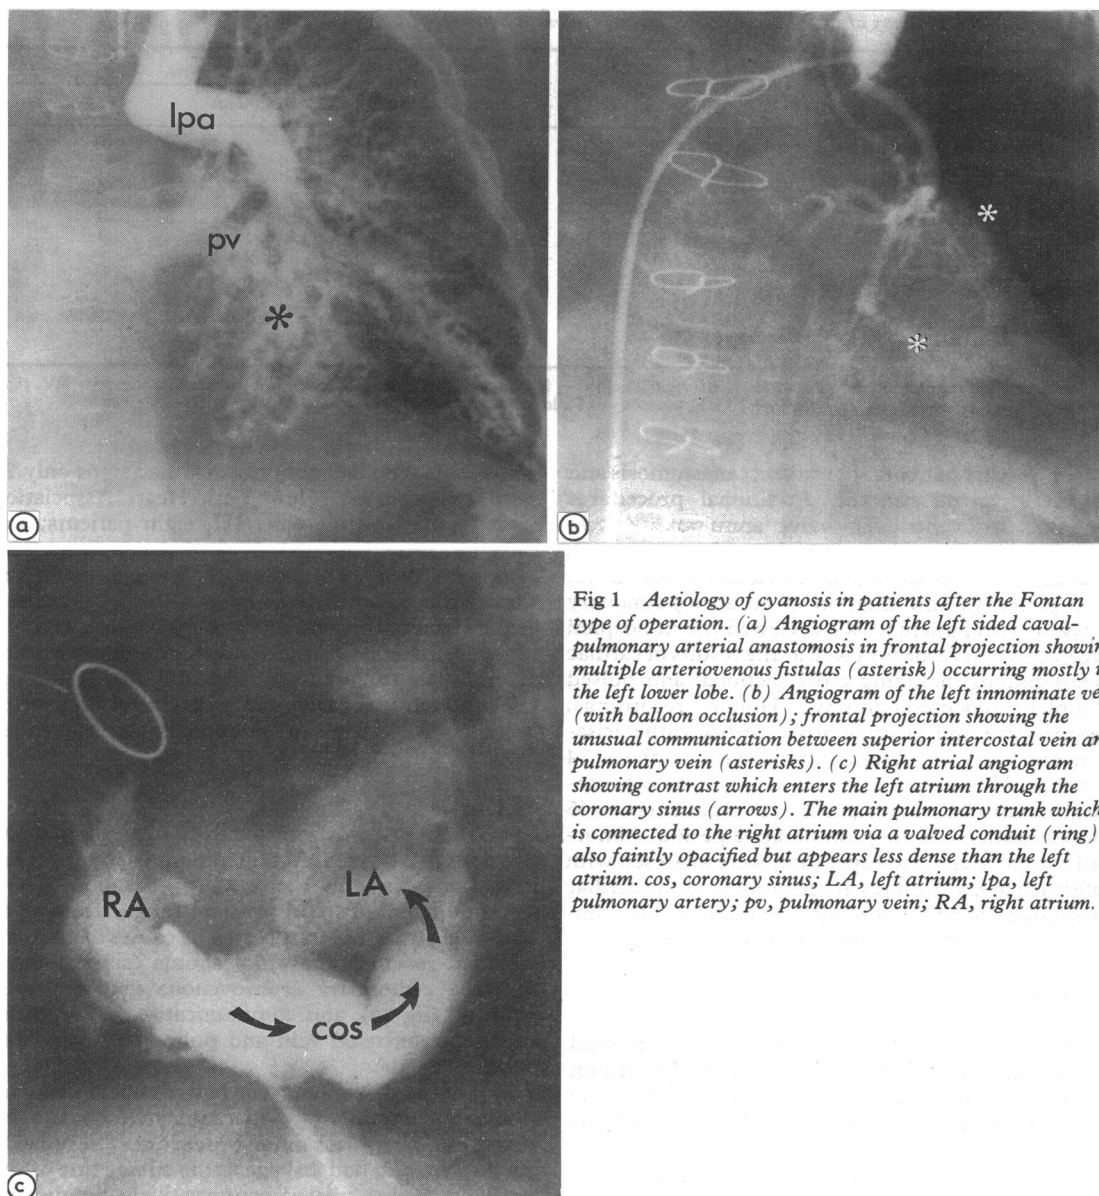 lpa
pv
*
a
*
*
b
RA
LA
cos
c
Fig 1 Aetiology of cyanosis in patients after the Fontan
type of operation. (a) Angiogram of the left sided caval-
pulmonary arterial anastomosis in frontal projection
multiple arteriovenous fistulas (asterisk) occurring mostly
the left lower lobe. (b) Angiogram of the left innominate
(with balloon occlusion); frontal projection showing the
unusual communication between superior intercostal vein
pulmonary vein (asterisks). (c) Right atrial angiogram
showing contrast which enters the left atrium through the
coronary sinus (arrows). The main pulmonary trunk which
is connected to the right atrium via a valved conduit (ring)
also faintly opacified but appears less dense than the left
atrium. cos, coronary sinus; LA, left atrium; lpa, left
pulmonary artery; pv, pulmonary vein; RA, right atrium.